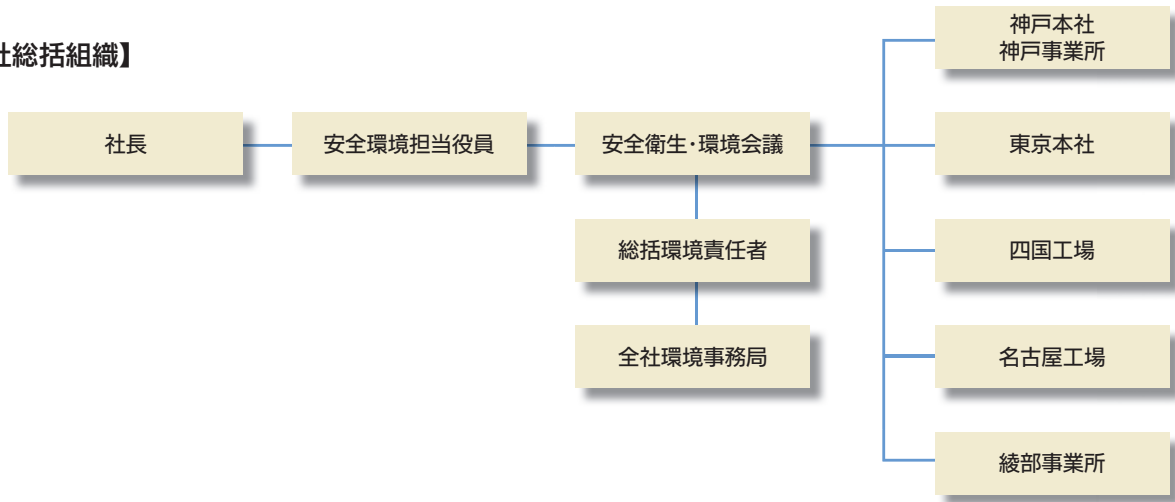 社総括組織】
社長
安全環境担当役員
安全衛生・環境会議
総括環境責任者
全社環境事務局
神戸本社
神戸事業所
東京本社
四国工場
名古屋工場
綾部事業所